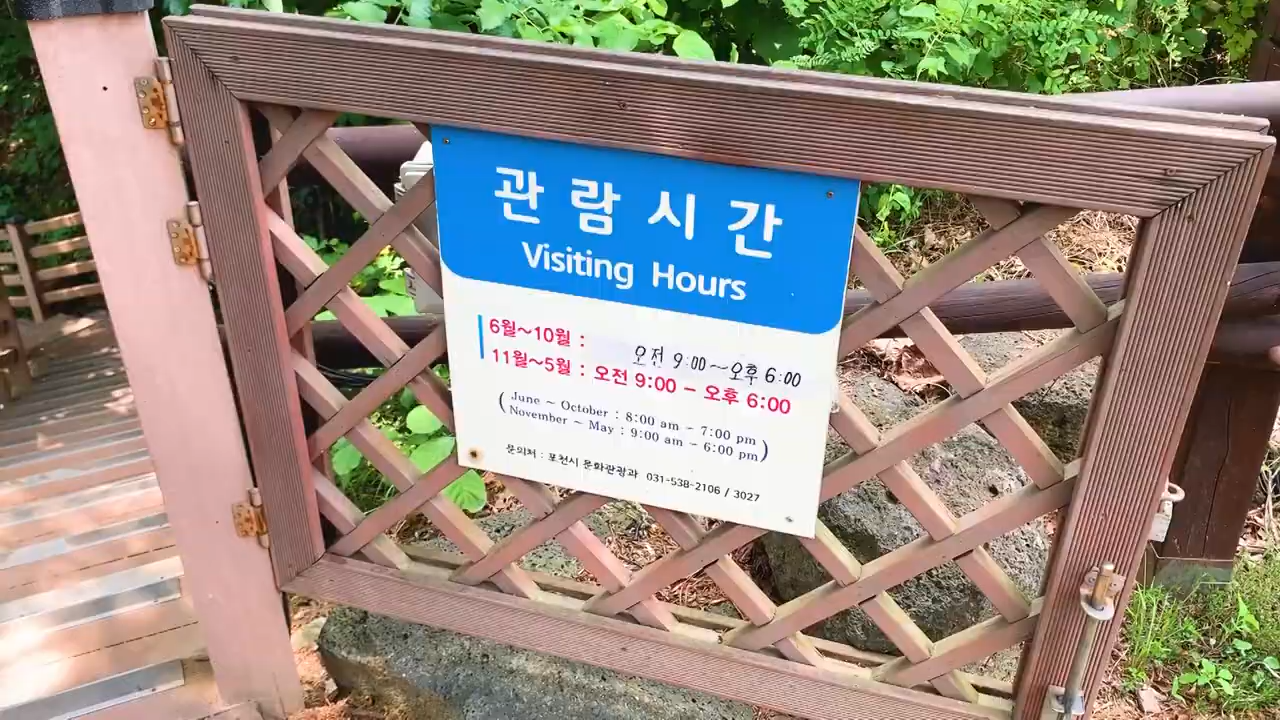 관람시간
Visiting Hours
6월~10월 : 오전 9:00~오후 6:00
11월~5월 : 오전 9:00 - 오후 6:00
(June ~ October : 8:00 am ~ 7:00 pm
November ~ May : 9:00 am ~ 6:00 pm)
문의처 : 포천시 문화관광과 031-538-2106 / 3027